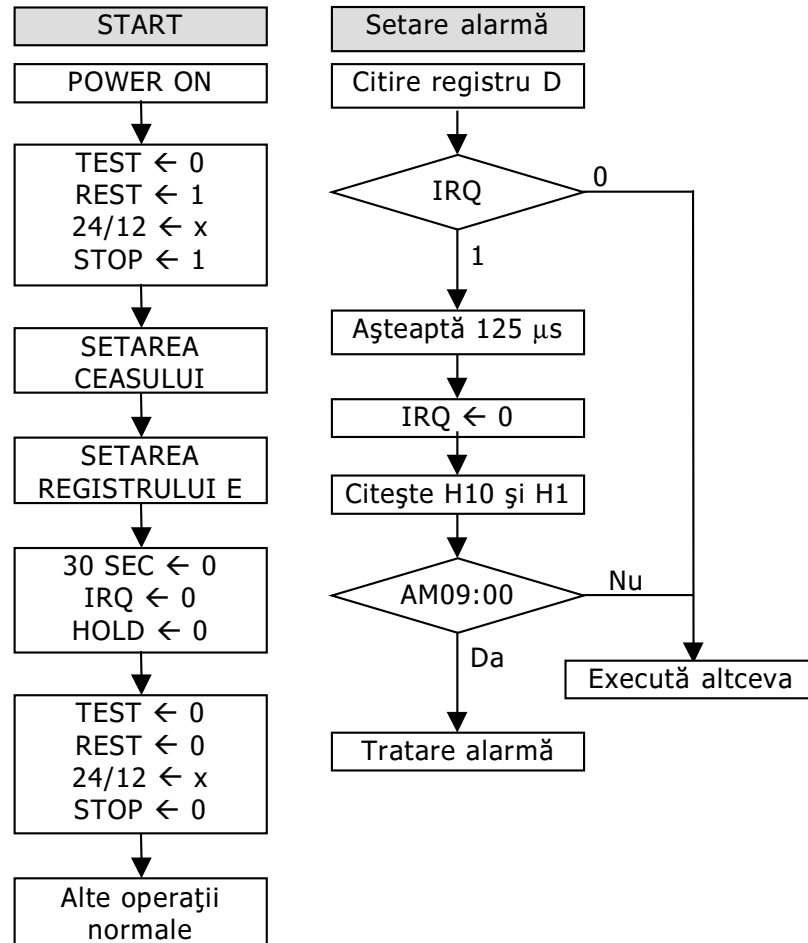 START
POWER ON
TEST ← 0
REST ← 1
24/12 ← x
STOP ← 1
SETAREA
CEASULUI
SETAREA
REGISTRULUI E
30 SEC ← 0
IRQ ← 0
HOLD ← 0
TEST ← 0
REST ← 0
24/12 ← x
STOP ← 0
Alte operaţii
normale
Setare alarmă
Citire registru D
IRQ
0
1
Aşteaptă 125 μs
IRQ ← 0
Citeşte H10 şi H1
AM09:00
Nu
Da
Execută altceva
Tratare alarmă